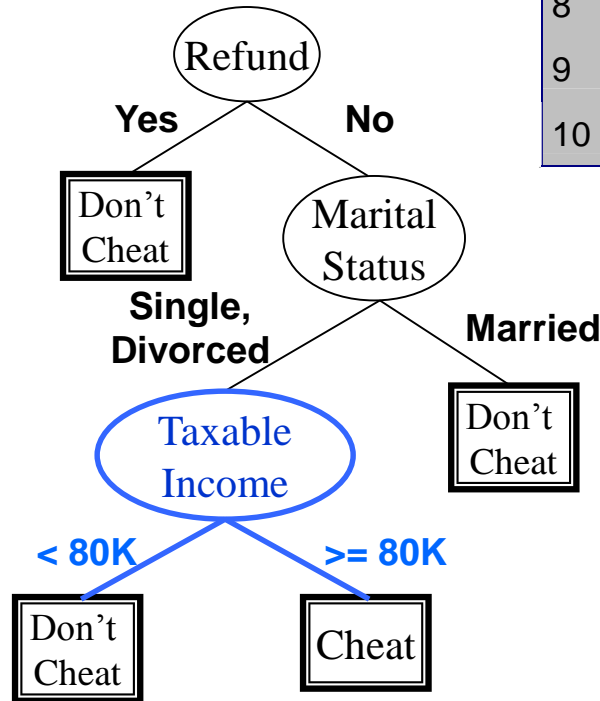 8
9
10
Refund
Yes
No
Don't
Cheat
Marital
Status
Single,
Divorced
Married
Taxable
Income
Don't
Cheat
< 80K
>= 80K
Don't
Cheat
Cheat